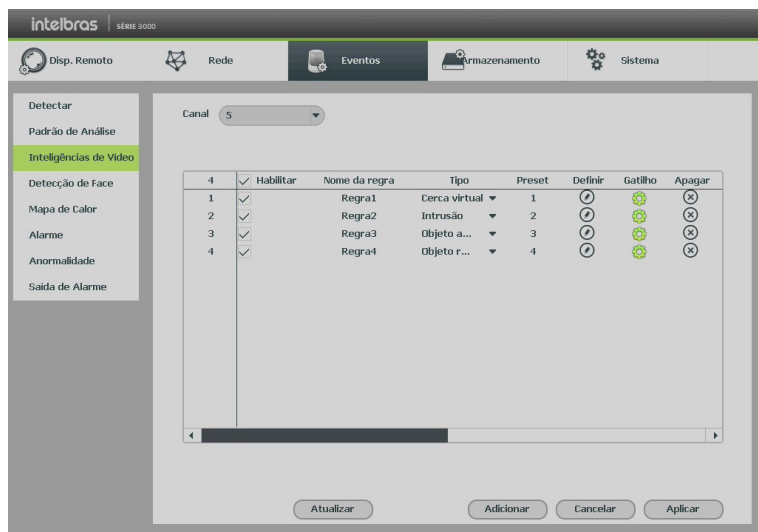 intelbras SÉRIE 3000
Disp. Remoto Rede Eventos Armazenamento Sistema
Detectar
Padrão de Análise
Inteligências de Video
Detecção de Face
Mapa de Calor
Alarme
Anormalidade
Saída de Alarme
Canal 5
4 Habilitar Nome da regra Tipo Preset Definir Gatilho Apagar
1 Regra1 Cerca virtual 1
2 Regra2 Intrusão 2
3 Regra3 Objeto a... 3
4 Regra4 Objeto r... 4
Atualizar Adicionar Cancelar Aplicar